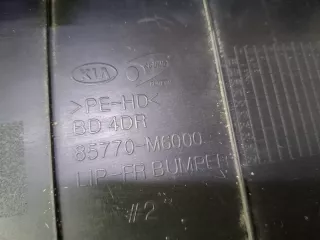 KIA
>PE-HD<
BD 4DR
85770-M6000
LIP-FR BUMPER
#2